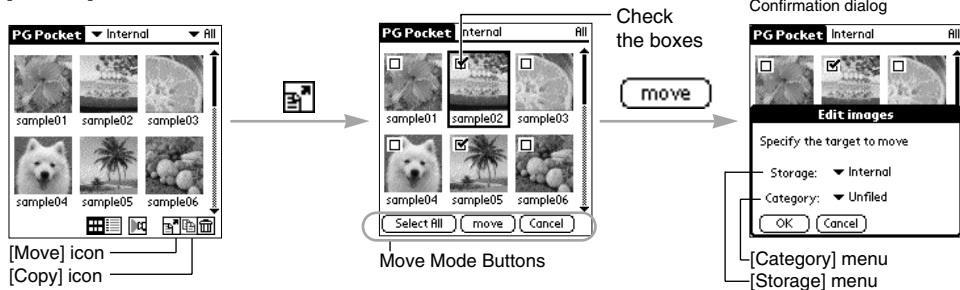 Confirmation dialog
PG Pocket Internal All
sample01 sample02 sample03
sample04 sample05 sample06
[Move] icon
[Copy] icon
Check
the boxes
PG Pocket Internal All
sample01 sample02 sample03
sample04 sample05 sample06
Select All move Cancel
Move Mode Buttons
move
PG Pocket Internal All
Edit images
Specify the target to move
Storage: Internal
Category: Unfiled
OK Cancel
[Category] menu
[Storage] menu